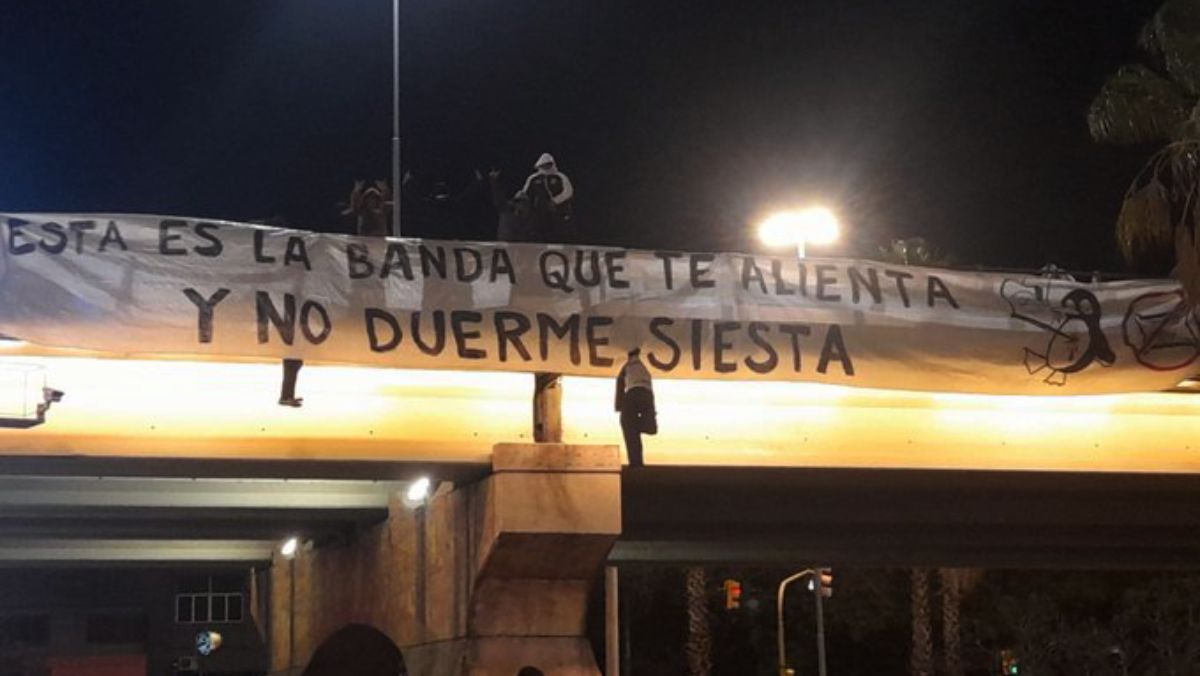 ESTA ES LA BANDA QUE TE ALIENTA
Y NO DUERME SIESTA